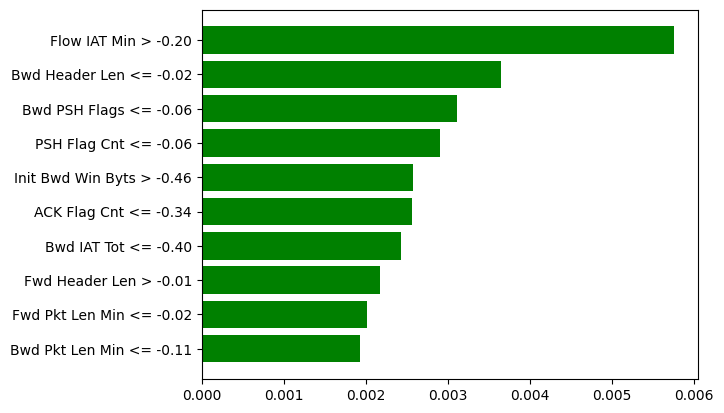 Flow IAT Min > -0.20
Bwd Header Len <= -0.02
Bwd PSH Flags <= -0.06
PSH Flag Cnt <= -0.06
Init Bwd Win Byts > -0.46
ACK Flag Cnt <= -0.34
Bwd IAT Tot <= -0.40
Fwd Header Len > -0.01
Fwd Pkt Len Min <= -0.02
Bwd Pkt Len Min <= -0.11
0.000 0.001 0.002 0.003 0.004 0.005 0.006